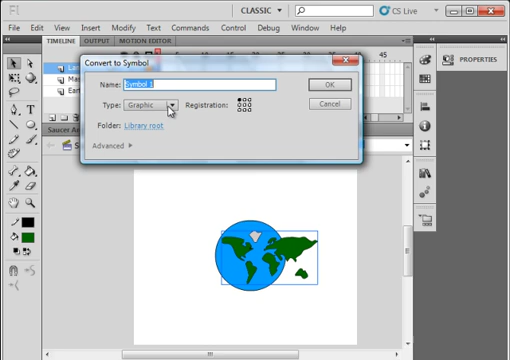 Fl
CLASSIC
CS Live
File Edit View Insert Modify Text Commands Control Debug Window Help
TIMELINE OUTPUT MOTION EDITOR
PROPERTIES
45
Convert to Symbol
Name: Symbol 1
OK
Type: Graphic
Registration:
Cancel
Folder: Library root
Advanced
Saucer